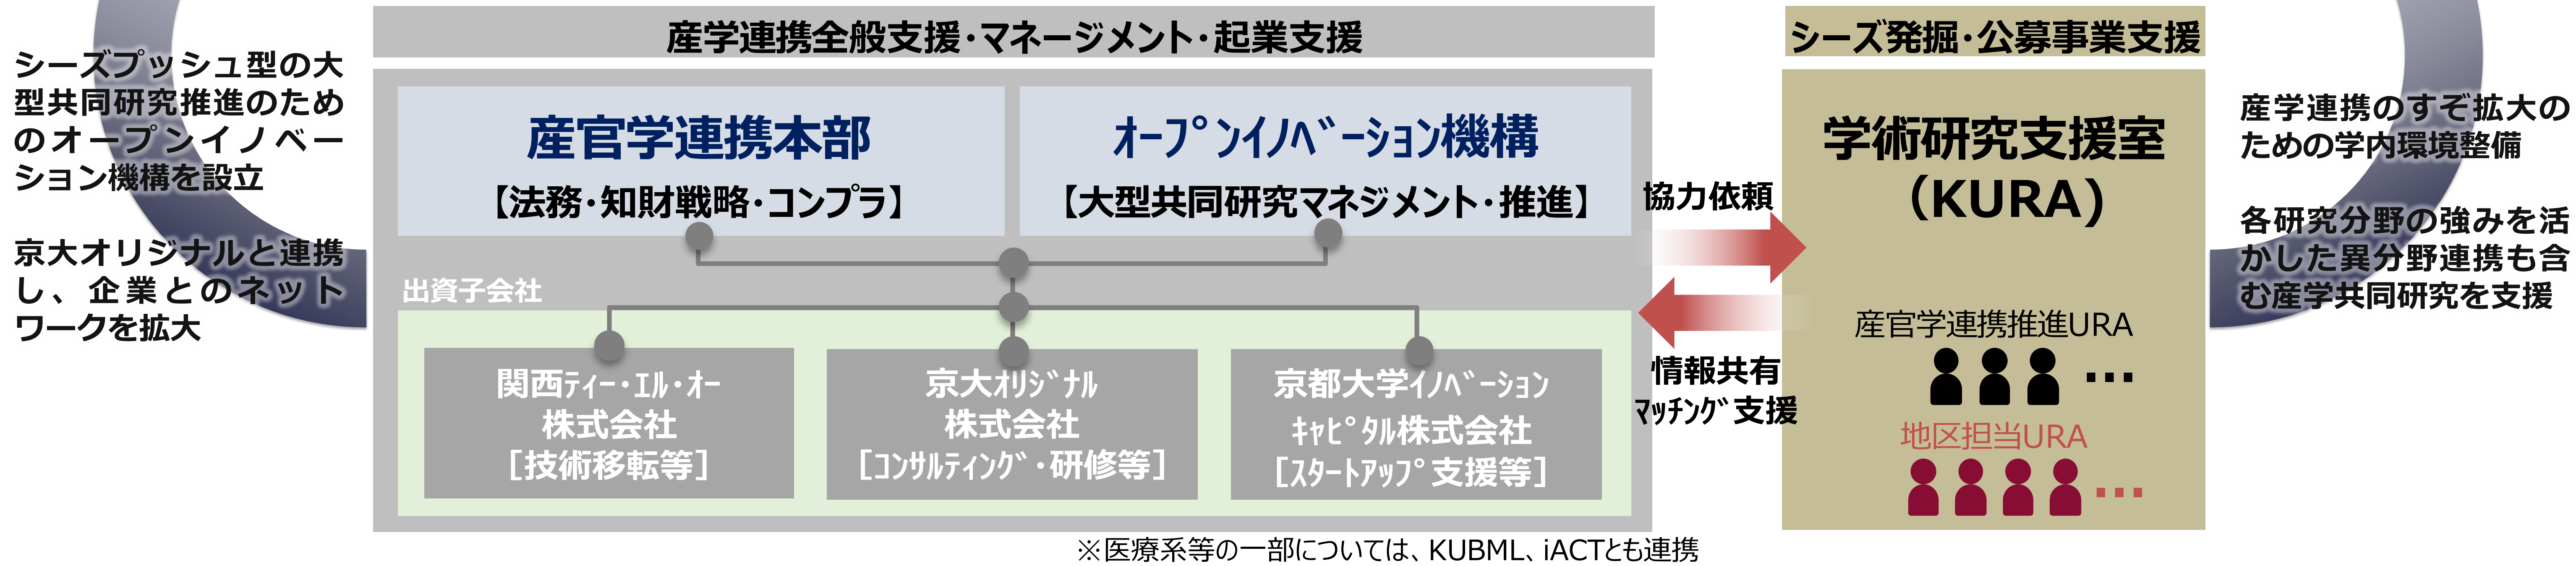 シーズプッシュ型の大
型共同研究推進のため
のオープンイノベー
ション機構を設立
京大オリジナルと連携
し、企業とのネット
ワークを拡大
産学連携全般支援・マネージメント・起業支援
産官学連携本部
【法務・知財戦略・コンプラ】
ｵｰﾌﾟﾝｲﾉﾍﾞｰｼｮﾝ機構
【大型共同研究マネジメント・推進】
出資子会社
関西ﾃｨｰ・ｴﾙ・ｵｰ
株式会社
［技術移転等］
京大ｵﾘｼﾞﾅﾙ
株式会社
［ｺﾝｻﾙﾃｨﾝｸﾞ・研修等］
京都大学ｲﾉﾍﾞｰｼｮﾝ
ｷｬﾋﾟﾀﾙ株式会社
［ｽﾀｰﾄｱｯﾌﾟ支援等］
※医療系等の一部については、KUBML、iACTとも連携
協力依頼
情報共有
ﾏｯﾁﾝｸﾞ支援
シーズ発掘・公募事業支援
学術研究支援室
（KURA）
産官学連携推進URA
…
地区担当URA
…
産学連携のすぞ拡大の
ための学内環境整備
各研究分野の強みを活
かした異分野連携も含
む産学共同研究を支援